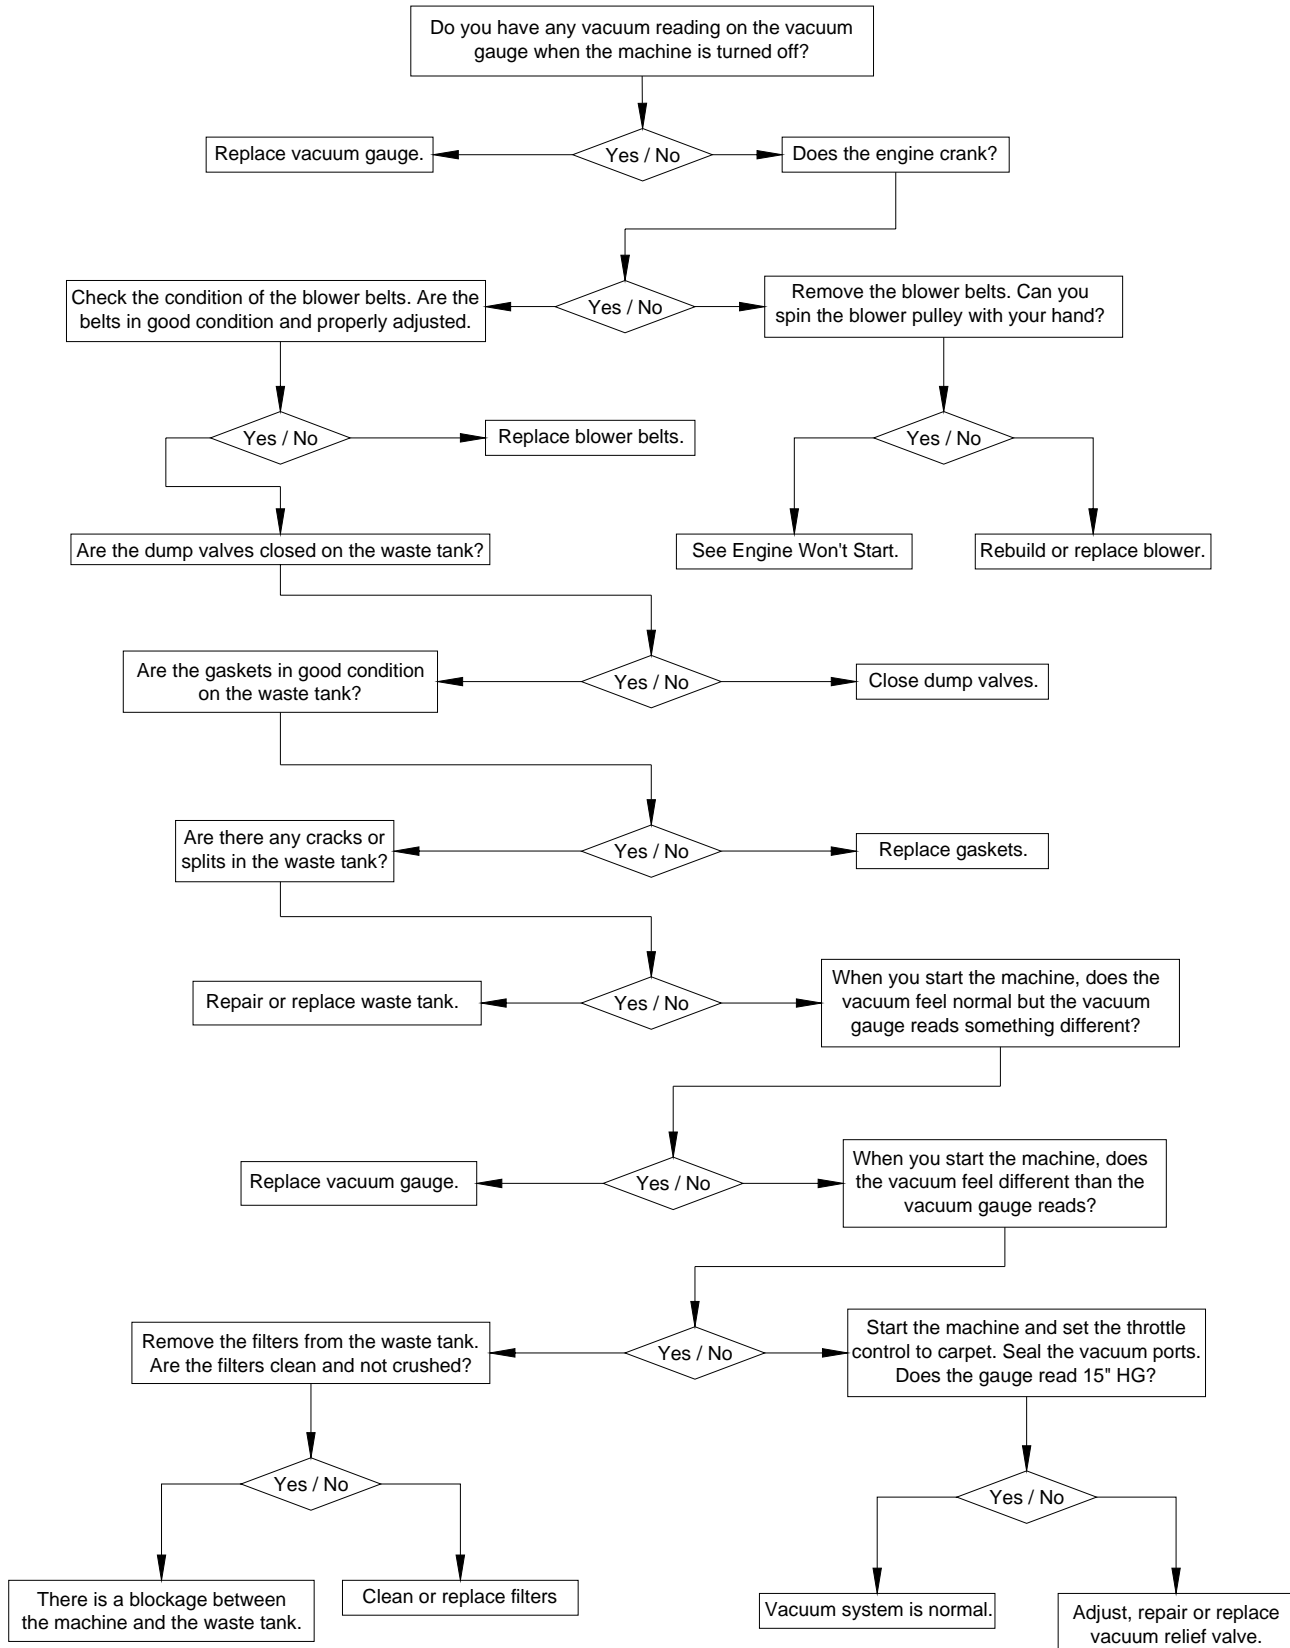 Do you have any vacuum reading on the vacuum
gauge when the machine is turned off?
Replace vacuum gauge.
Yes / No
Does the engine crank?
Check the condition of the blower belts. Are the
belts in good condition and properly adjusted.
Yes / No
Remove the blower belts. Can you
spin the blower pulley with your hand?
Yes / No
Replace blower belts.
Yes / No
Are the dump valves closed on the waste tank?
See Engine Won't Start.
Rebuild or replace blower.
Are the gaskets in good condition
on the waste tank?
Yes / No
Close dump valves.
Are there any cracks or
splits in the waste tank?
Yes / No
Replace gaskets.
Repair or replace waste tank.
Yes / No
When you start the machine, does the
vacuum feel normal but the vacuum
gauge reads something different?
Replace vacuum gauge.
Yes / No
When you start the machine, does
the vacuum feel different than the
vacuum gauge reads?
Remove the filters from the waste tank.
Are the filters clean and not crushed?
Yes / No
Start the machine and set the throttle
control to carpet. Seal the vacuum ports.
Does the gauge read 15" HG?
Yes / No
Yes / No
There is a blockage between
the machine and the waste tank.
Clean or replace filters
Vacuum system is normal.
Adjust, repair or replace
vacuum relief valve.